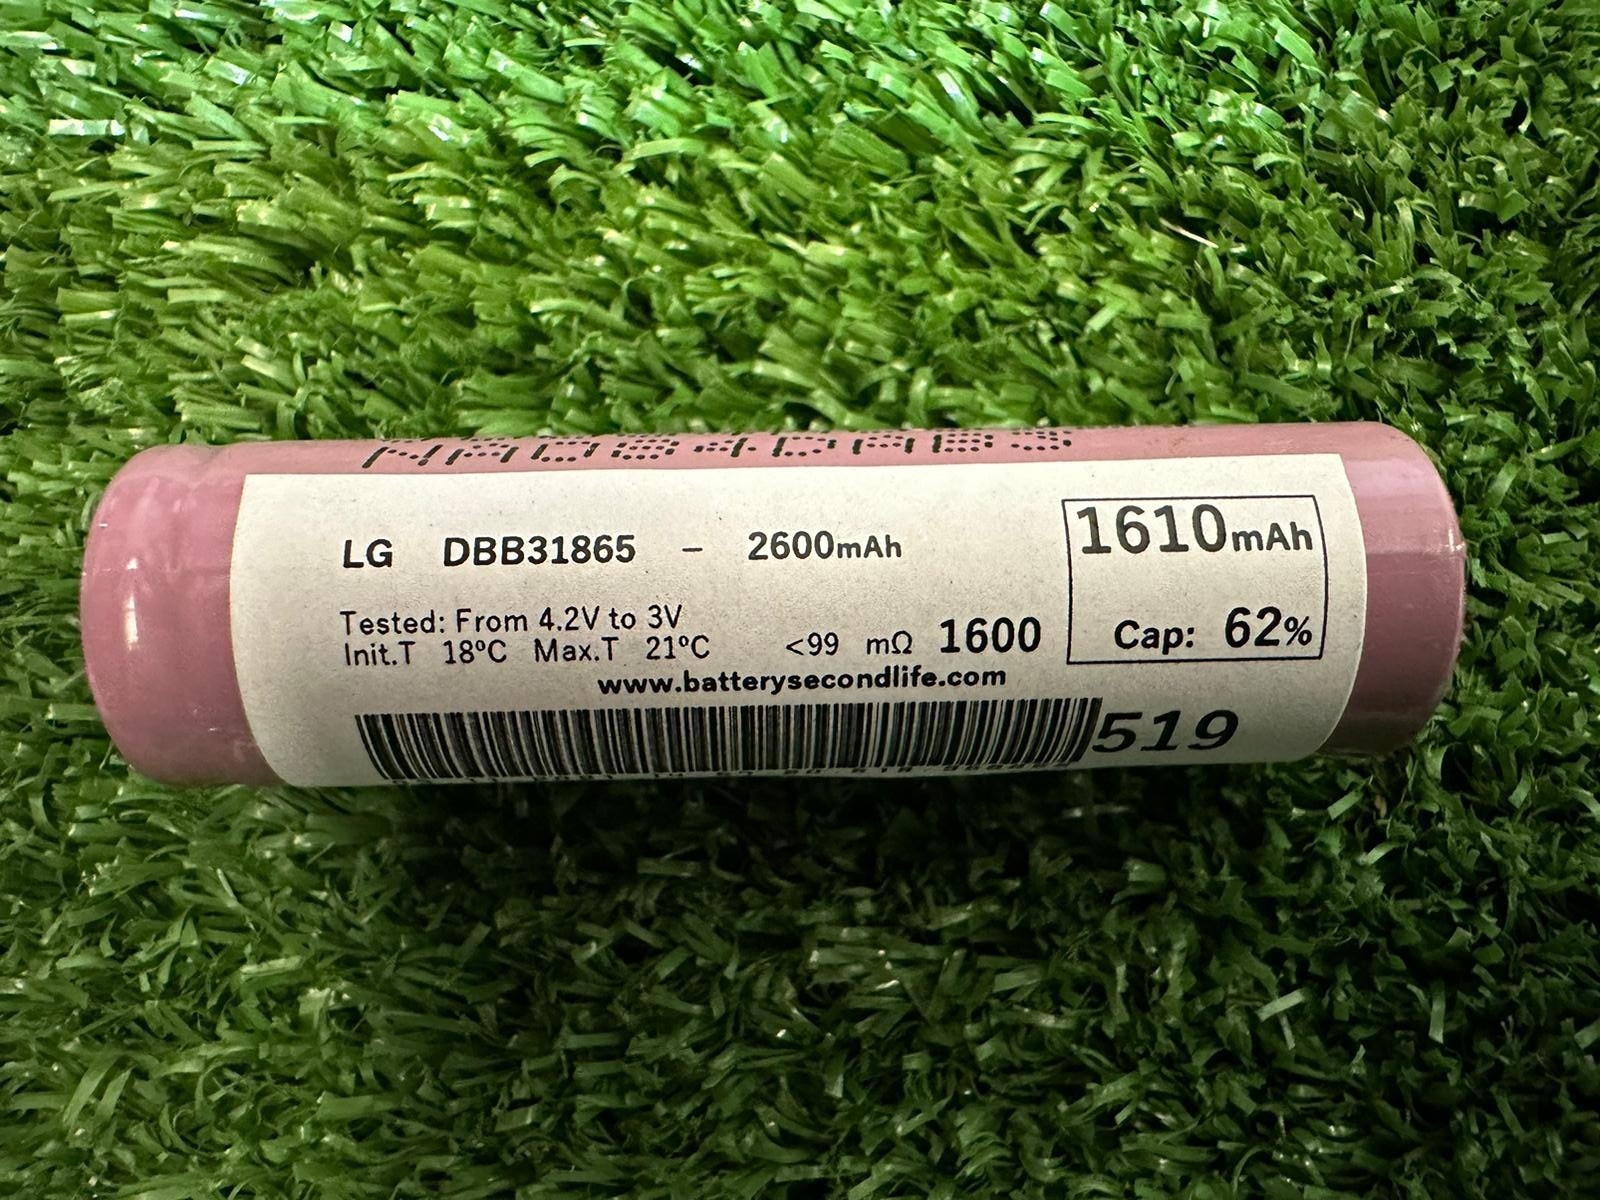 LG DBB31865 - 2600mAh
1610mAh
Tested: From 4.2V to 3V
Init.T 18ºC Max.T 21ºC <99 mΩ 1600
Cap: 62%
www.batterysecondlife.com
519